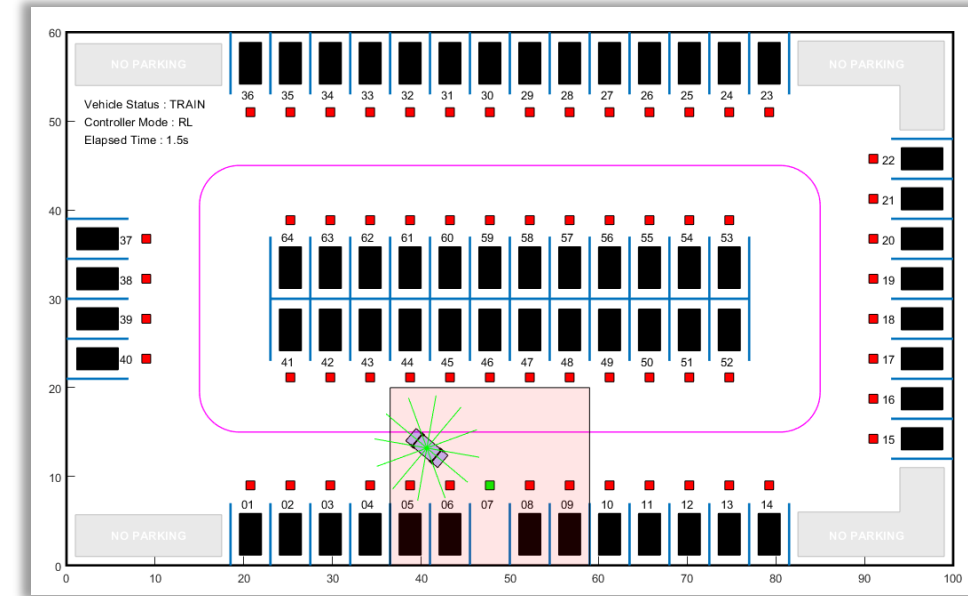 60
NO PARKING
NO PARKING
36 35 34 33 32 31 30 29 28 27 26 25 24 23
Vehicle Status : TRAIN
Controller Mode : RL
Elapsed Time : 1.5s
50
22
21
40
37
64 63 62 61 60 59 58 57 56 55 54 53
20
38
19
30
39
18
40
41 42 43 44 45 46 47 48 49 50 51 52
17
20
16
15
10
01 02 03 04 05 06 07 08 09 10 11 12 13 14
NO PARKING
NO PARKING
0
0 10 20 30 40 50 60 70 80 90 100